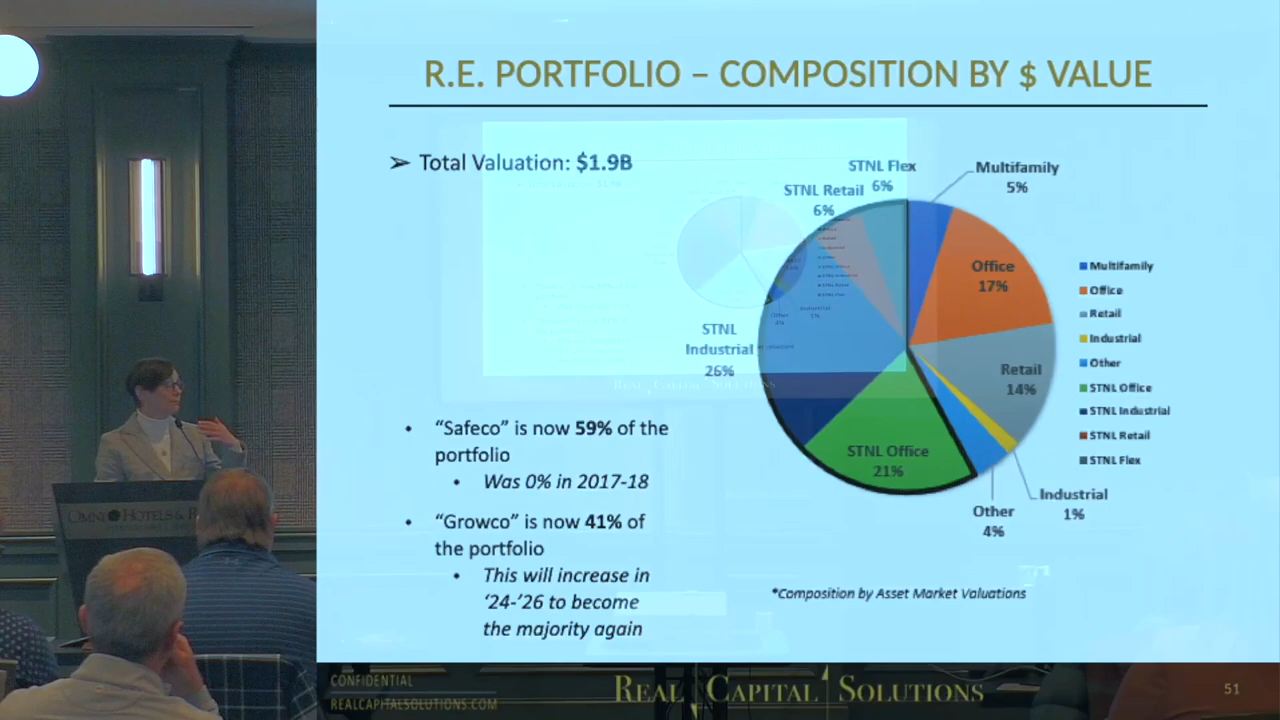 R.E. PORTFOLIO – COMPOSITION BY $ VALUE
➢ Total Valuation: $1.9B
STNL Flex
6%
Multifamily
5%
STNL Retail
6%
Office
17%
Retail
14%
STNL
Industrial
26%
STNL Office
21%
Industrial
1%
Other
4%
Multifamily
Office
Retail
Industrial
Other
STNL Office
STNL Industrial
STNL Retail
STNL Flex
• “Safeco” is now 59% of the
portfolio
• Was 0% in 2017-18
• “Growco” is now 41% of
the portfolio
• This will increase in
‘24-’26 to become
the majority again
*Composition by Asset Market Valuations
OMNI HOTELS &
CONFIDENTIAL
REALCAPITALSOLUTIONS.COM
REAL CAPITAL SOLUTIONS
51